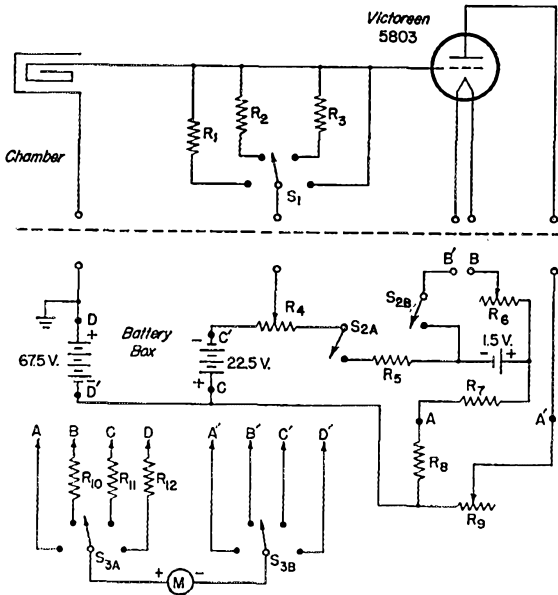 Victoreen
5803
R1
R2
R3
Chamber
S1
B' B
D
+
Battery
Box
67.5 V.
-
D'
C'
-
22.5 V.
+
C
R4
S2A
S2B
R5
R6
1.5 V.
- +
R7
A
A'
R8
R9
A B C D
A' B' C' D'
R10 R11 R12
S3A
S3B
+ M -